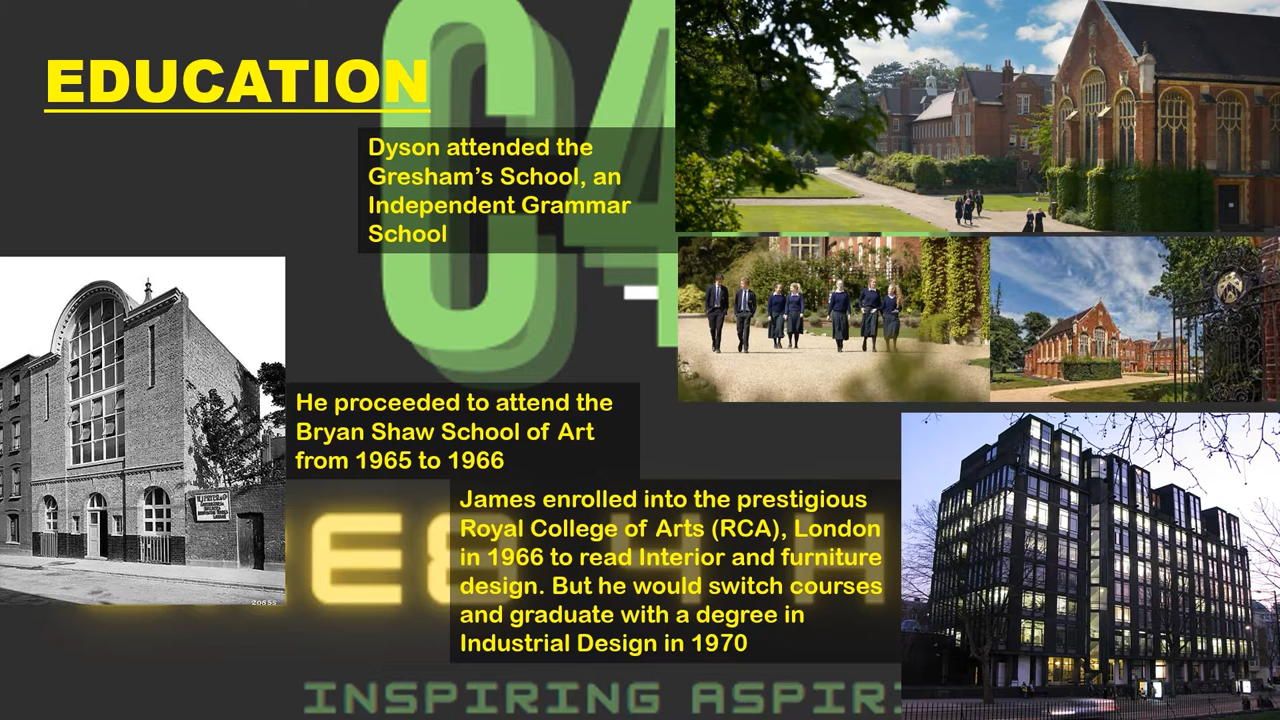 EDUCATION
C4
Dyson attended the
Gresham’s School, an
Independent Grammar
School
He proceeded to attend the
Bryan Shaw School of Art
from 1965 to 1966
James enrolled into the prestigious
Royal College of Arts (RCA), London
in 1966 to read Interior and furniture
design. But he would switch courses
and graduate with a degree in
Industrial Design in 1970
20855
INSPIRING ASPIRI